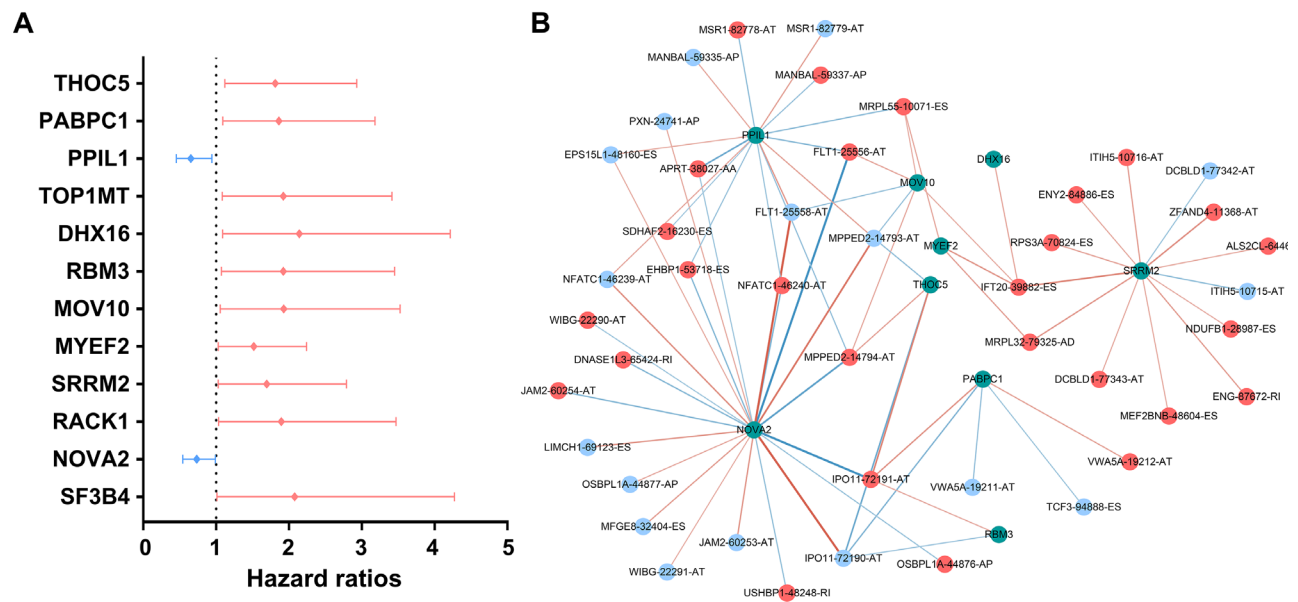 A
THOC5
PABPC1
PPIL1
TOP1MT
DHX16
RBM3
MOV10
MYEF2
SRRM2
RACK1
NOVA2
SF3B4
0 1 2 3 4 5
Hazard ratios
B
MSR1-82778-AT
MSR1-82779-AT
MANBAL-59335-AP
MANBAL-59337-AP
MRPL55-10071-ES
PXN-24741-AP
PPIL1
EPS15L1-48160-ES
FLT1-25556-AT
DHX16
ITIH5-10716-AT
APRT-38027-AA
DCBLD1-77342-AT
MOV10
ENY2-84886-ES
FLT1-25558-AT
ZFAND4-11368-AT
SDHAF2-16230-ES
MPPED2-14793-AT
MYEF2
RPS3A-70824-ES
ALS2CL-6446
EHBP1-53718-ES
SRRM2
NFATC1-46239-AT
NFATC1-46240-AT
THOC5
IFT20-39882-ES
ITIH5-10715-AT
WIBG-22290-AT
NDUFB1-28987-ES
MRPL32-79325-AD
DNASE1L3-65424-RI
MPPED2-14794-AT
PABPC1
DCBLD1-77343-AT
JAM2-60254-AT
ENG-87672-RI
MEF2BNB-48604-ES
NOVA2
LIMCH1-69123-ES
VWA5A-19212-AT
OSBPL1A-44877-AP
IPO11-72191-AT
VWA5A-19211-AT
TCF3-94888-ES
MFGE8-32404-ES
RBM3
JAM2-60253-AT
IPO11-72190-AT
OSBPL1A-44876-AP
WIBG-22291-AT
USHBP1-48248-RI